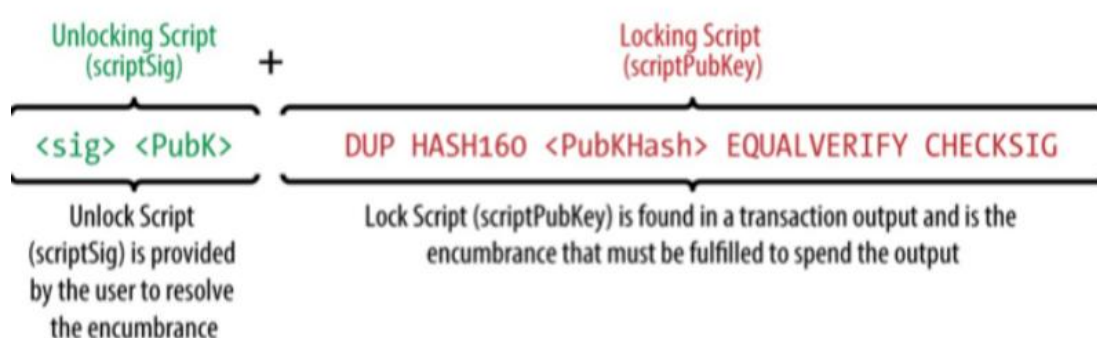 Unlocking Script
(scriptSig)
+
Locking Script
(scriptPubKey)
<sig> <PubK>
DUP HASH160 <PubKHash> EQUALVERIFY CHECKSIG
Unlock Script
(scriptSig) is provided
by the user to resolve
the encumbrance
Lock Script (scriptPubKey) is found in a transaction output and is the
encumbrance that must be fulfilled to spend the output